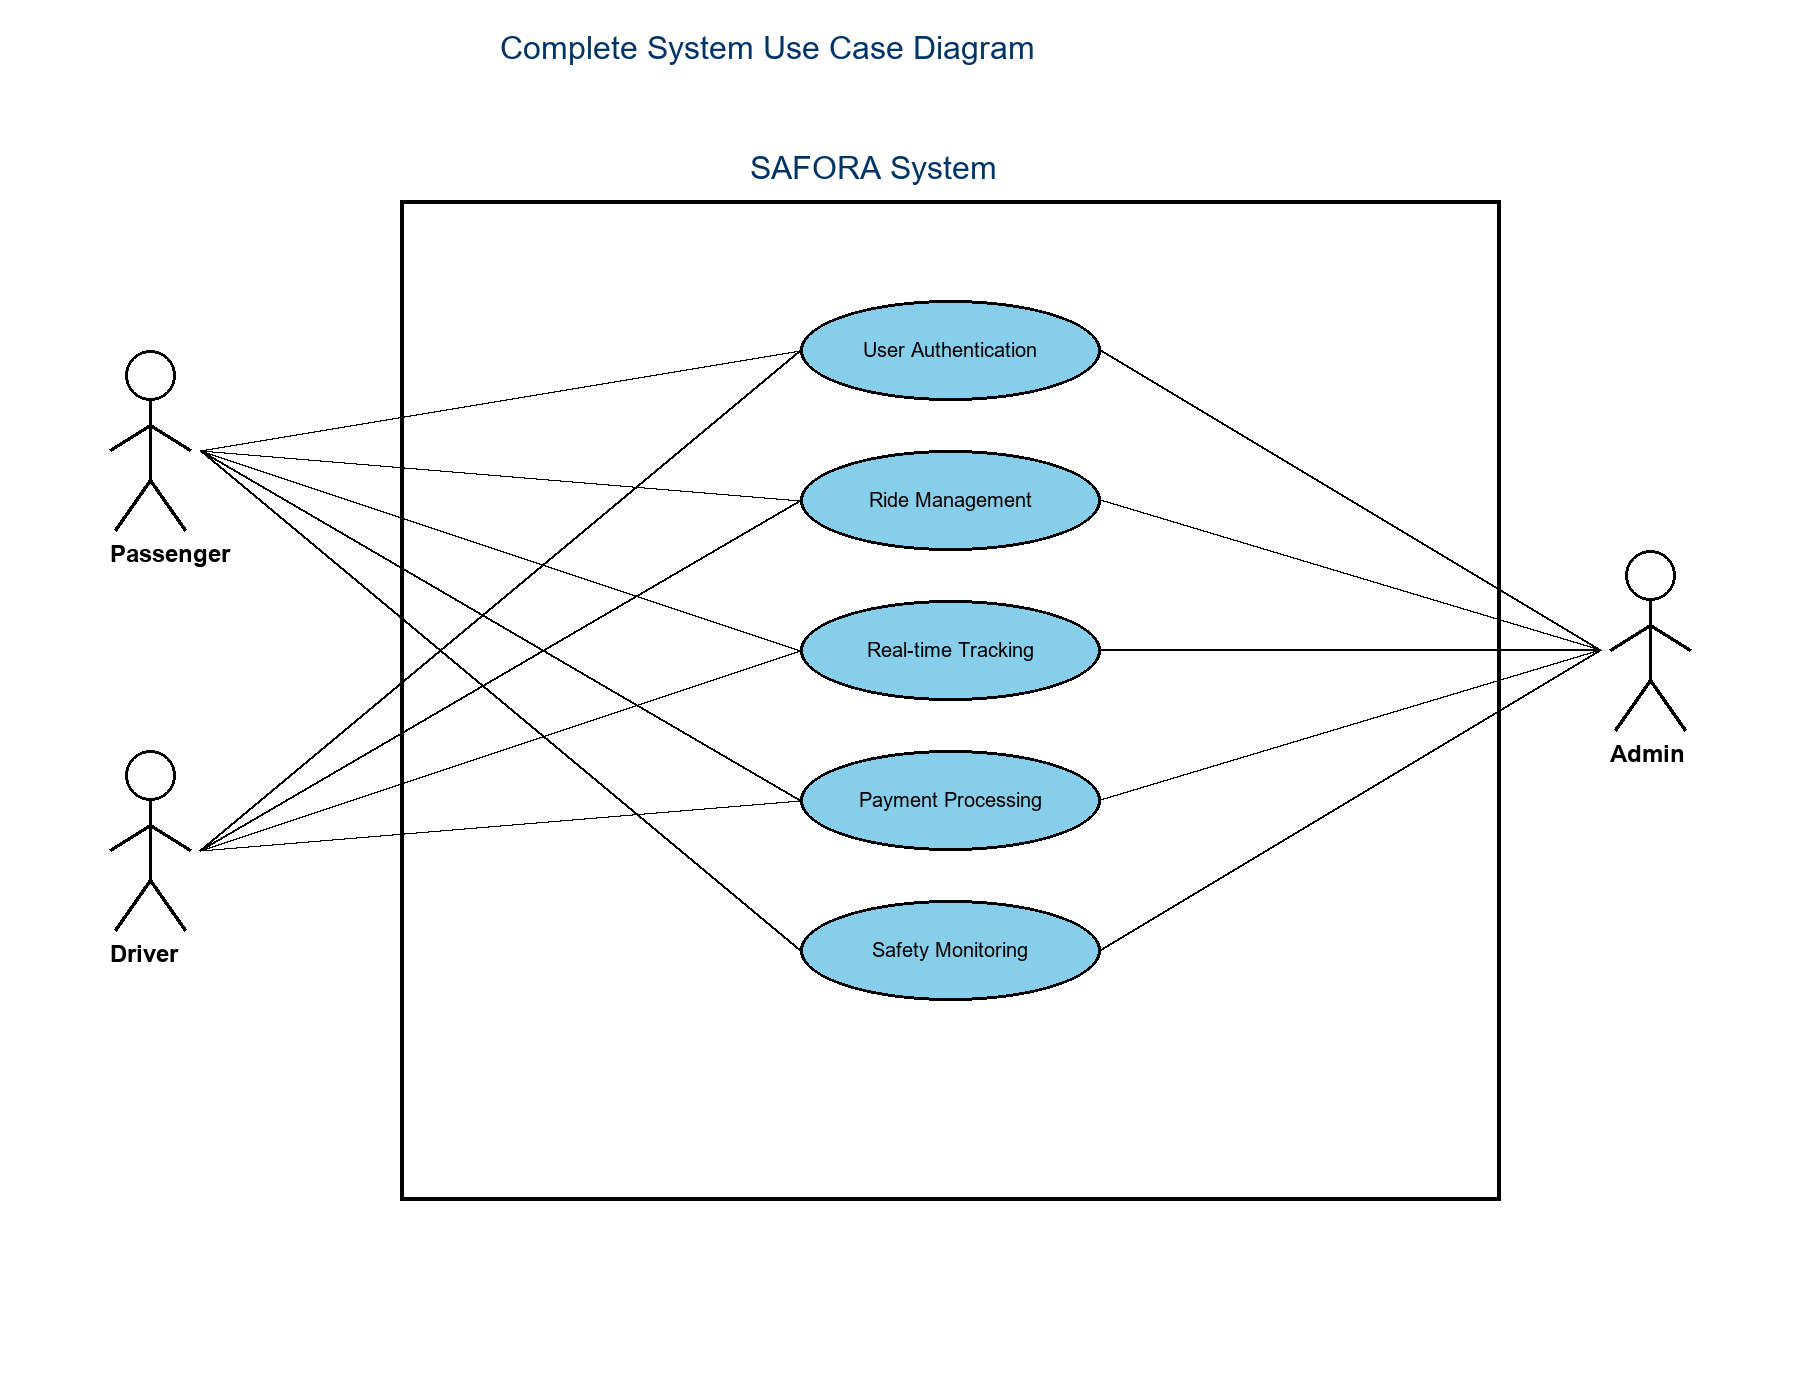 Complete System Use Case Diagram
SAFORA System
User Authentication
Ride Management
Passenger
Real-time Tracking
Admin
Payment Processing
Driver
Safety Monitoring